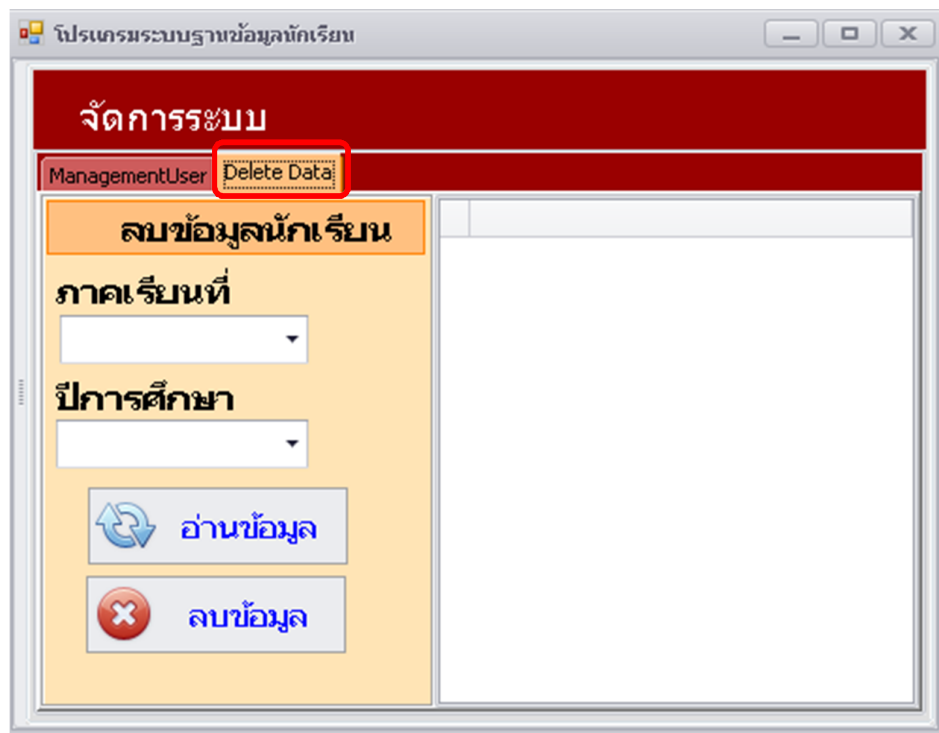 โปรแกรมระบบฐานข้อมูลนักเรียน
จัดการระบบ
ManagementUser Delete Data
ลบข้อมูลนักเรียน
ภาคเรียนที่
ปีการศึกษา
อ่านข้อมูล
ลบข้อมูล